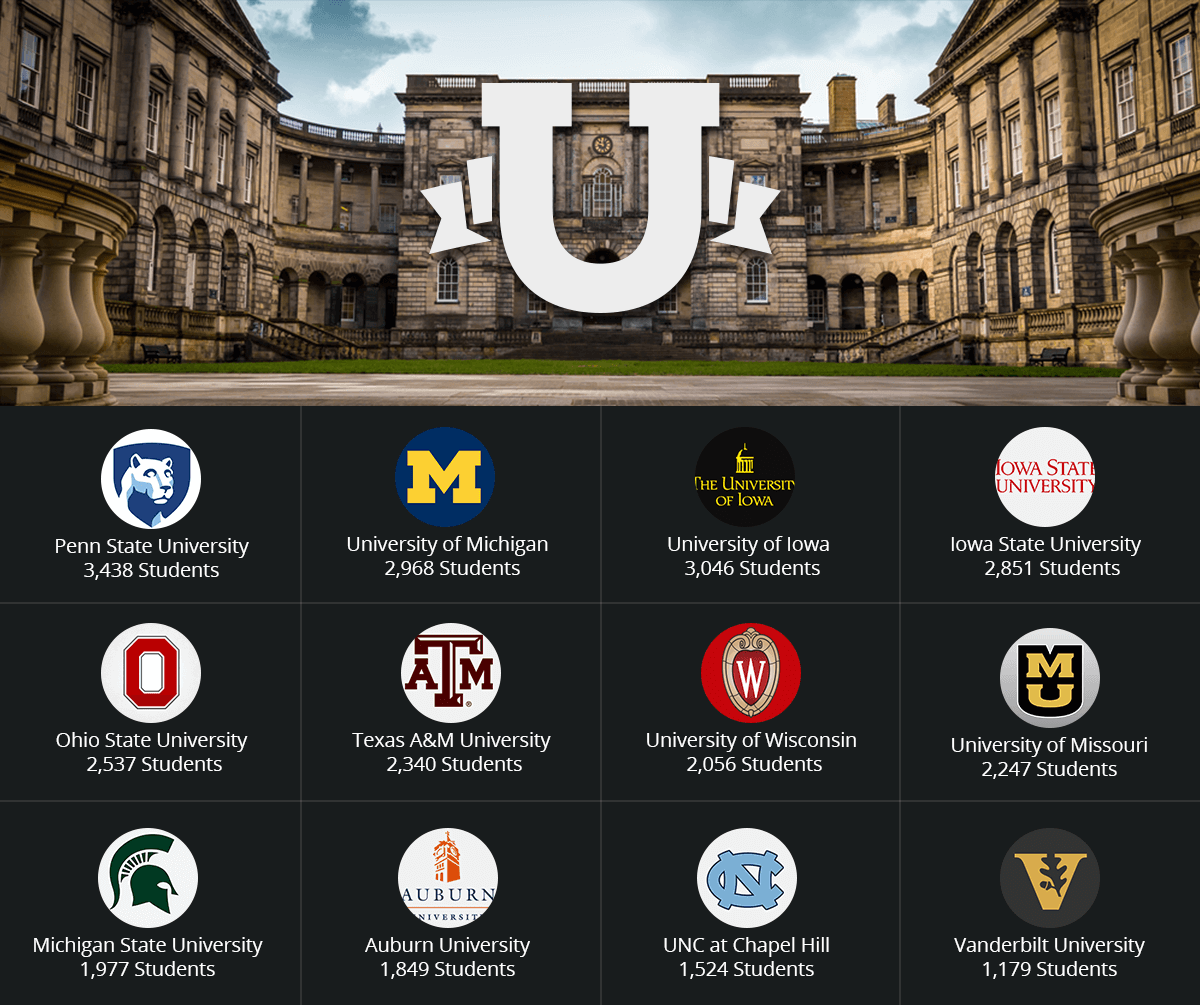 U
Penn State University
3,438 Students
M
University of Michigan
2,968 Students
THE UNIVERSITY
OF IOWA
University of Iowa
3,046 Students
IOWA STATE
UNIVERSITY
Iowa State University
2,851 Students
O
Ohio State University
2,537 Students
ATM
®
Texas A&M University
2,340 Students
W
University of Wisconsin
2,056 Students
M
U
University of Missouri
2,247 Students
Michigan State University
1,977 Students
AUBURN
UNIVERSITY
Auburn University
1,849 Students
NC
UNC at Chapel Hill
1,524 Students
V
Vanderbilt University
1,179 Students